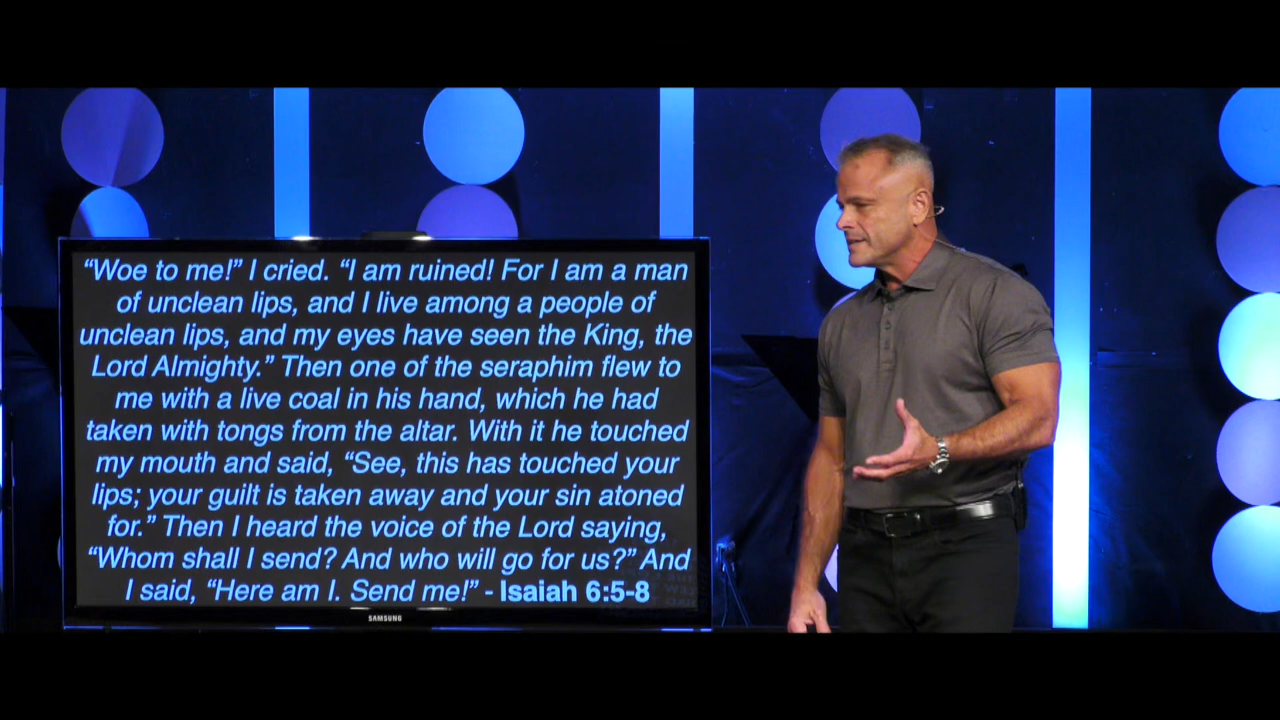 “Woe to me!” I cried. “I am ruined! For I am a man
of unclean lips, and I live among a people of
unclean lips, and my eyes have seen the King, the
Lord Almighty.” Then one of the seraphim flew to
me with a live coal in his hand, which he had
taken with tongs from the altar. With it he touched
my mouth and said, “See, this has touched your
lips; your guilt is taken away and your sin atoned
for.” Then I heard the voice of the Lord saying,
“Whom shall I send? And who will go for us?” And
I said, “Here am I. Send me!” - Isaiah 6:5-8
SAMSUNG